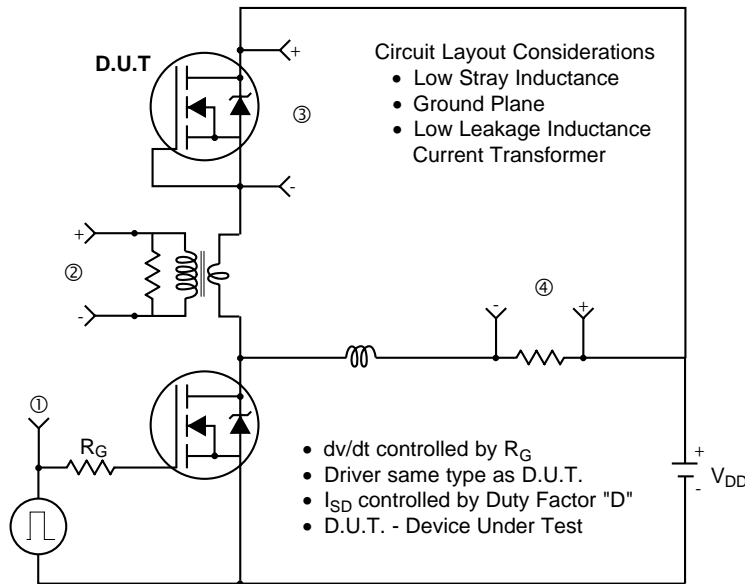 D.U.T
+
③
-
Circuit Layout Considerations
• Low Stray Inductance
• Ground Plane
• Low Leakage Inductance
Current Transformer
+
②
-
④
- +
①
R_G
• dv/dt controlled by R_G
• Driver same type as D.U.T.
• I_SD controlled by Duty Factor "D"
• D.U.T. - Device Under Test
+
V_DD
-